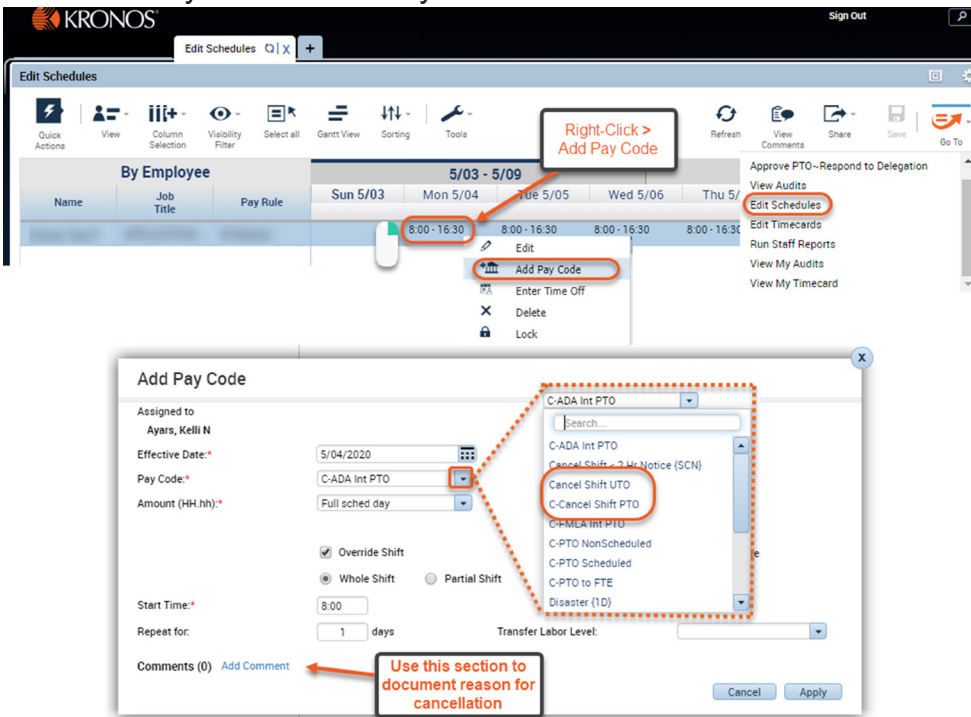 KRONOS
Sign Out
Edit Schedules X +
Edit Schedules
Quick Actions
View
Column Selection
Visibility Filter
Select all
Gantt View
Sorting
Tools
Refresh
View Comments
Share
Save
Go To
Right-Click >
Add Pay Code
By Employee
5/03 - 5/09
Name
Job Title
Pay Rule
Sun 5/03
Mon 5/04
Tue 5/05
Wed 5/06
Thu 5/
8:00 - 16:30
8:00 - 16:30
8:00 - 16:30
8:00 - 16:30
Edit
Add Pay Code
Enter Time Off
Delete
Lock
Approve PTO~Respond to Delegation
View Audits
Edit Schedules
Edit Timecards
Run Staff Reports
View My Audits
View My Timecard
X
Add Pay Code
Assigned to
Ayars, Kelli N
Effective Date:*
5/04/2020
Pay Code:*
C-ADA Int PTO
Amount (HH.hh):*
Full sched day
Override Shift
Whole Shift
Partial Shift
Start Time:*
8:00
Repeat for:
1 days
Transfer Labor Level:
C-ADA Int PTO
Search...
C-ADA Int PTO
Cancel Shift < 2 Hr Notice {SCN}
Cancel Shift UTO
C-Cancel Shift PTO
C-FMLA Int PTO
C-PTO NonScheduled
C-PTO Scheduled
C-PTO to FTE
Disaster {1D}
Comments (0) Add Comment
Use this section to
document reason for
cancellation
Cancel
Apply